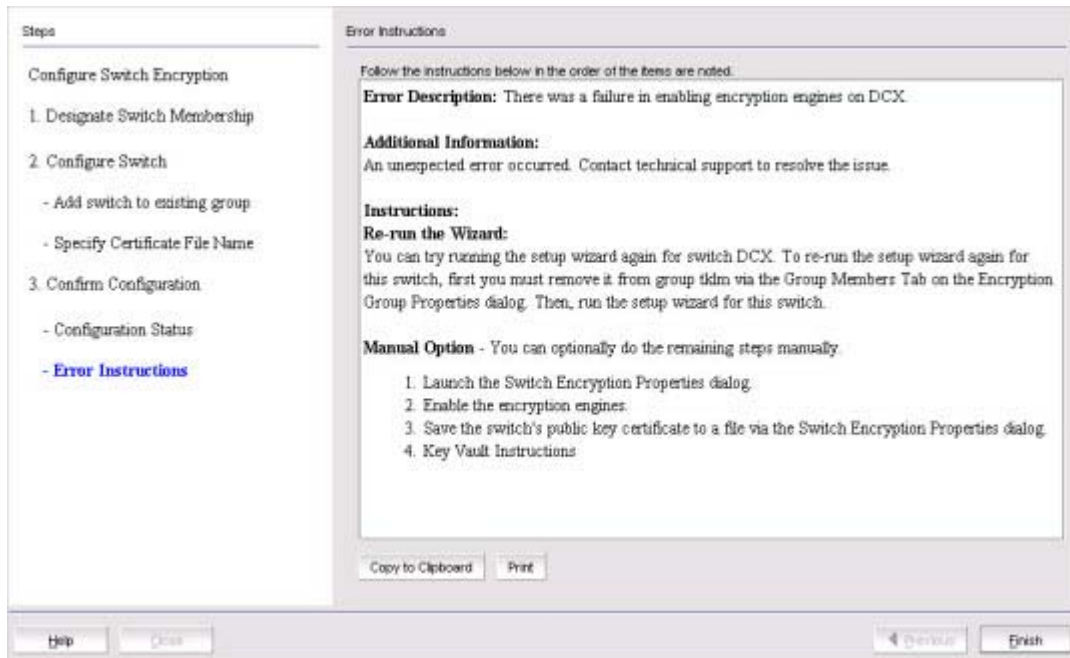 Steps
Configure Switch Encryption
1. Designate Switch Membership
2. Configure Switch
- Add switch to existing group
- Specify Certificate File Name
3. Confirm Configuration
- Configuration Status
- Error Instructions
Error Instructions
Follow the instructions below in the order of the items are noted.
Error Description: There was a failure in enabling encryption engines on DCX.
Additional Information:
An unexpected error occurred. Contact technical support to resolve the issue.
Instructions:
Re-run the Wizard:
You can try running the setup wizard again for switch DCX. To re-run the setup wizard again for
this switch, first you must remove it from group tklm via the Group Members Tab on the Encryption
Group Properties dialog. Then, run the setup wizard for this switch.
Manual Option - You can optionally do the remaining steps manually.
1. Launch the Switch Encryption Properties dialog.
2. Enable the encryption engines.
3. Save the switch's public key certificate to a file via the Switch Encryption Properties dialog.
4. Key Vault Instructions
Copy to Clipboard
Print
Help
Close
Previous
Finish